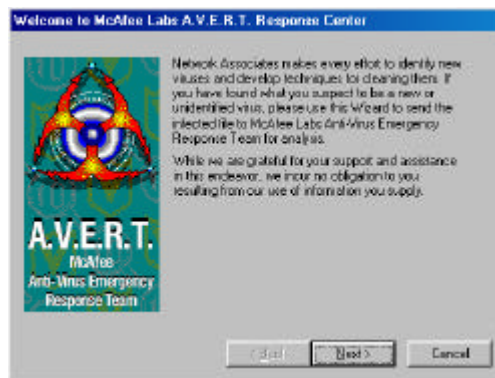 Welcome to McAfee Labs A.V.E.R.T. Response Center
Network Associates makes every effort to identify new
viruses and develop techniques for cleaning them. If
you have found what you suspect to be a new or
unidentified virus, please use this Wizard to send the
infected file to McAfee Labs Anti-Virus Emergency
Response Team for analysis.
While we are grateful for your support and assistance
in this endeavor, we incur no obligation to you
resulting from our use of information you supply.
A.V.E.R.T.
McAfee
Anti-Virus Emergency
Response Team
< Back
Next >
Cancel